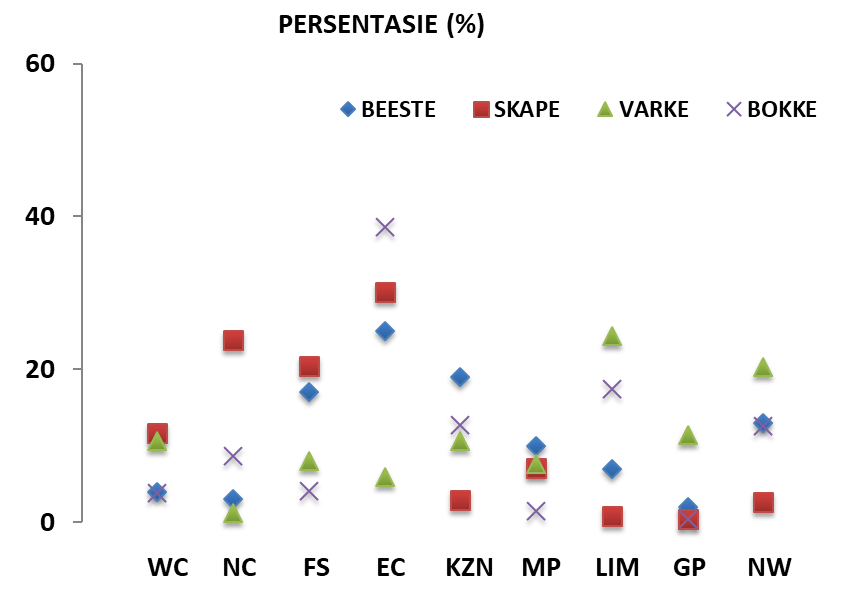 PERSENTASIE (%)
60
BEESTE SKAPE VARKE BOKKE
40
20
0
WC NC FS EC KZN MP LIM GP NW